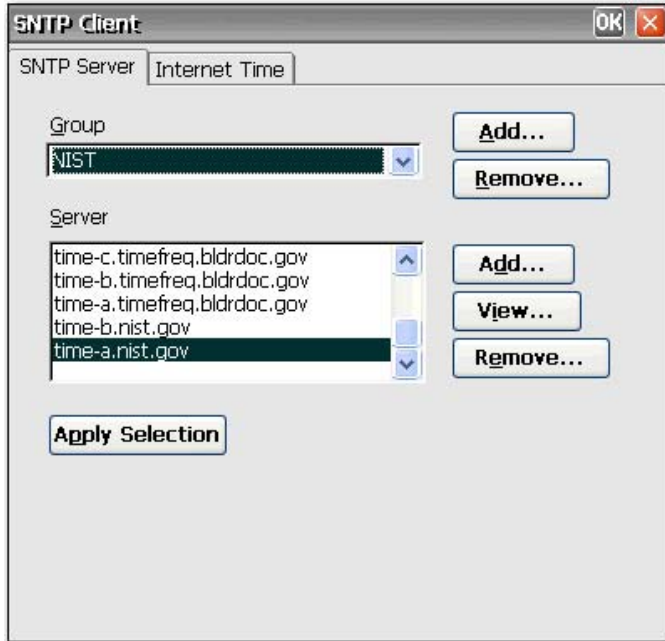 SNTP Client OK
SNTP Server Internet Time
Group
Add...
NIST
Remove...
Server
time-c.timefreq.bldrdoc.gov
time-b.timefreq.bldrdoc.gov
time-a.timefreq.bldrdoc.gov
time-b.nist.gov
time-a.nist.gov
Add...
View...
Remove...
Apply Selection